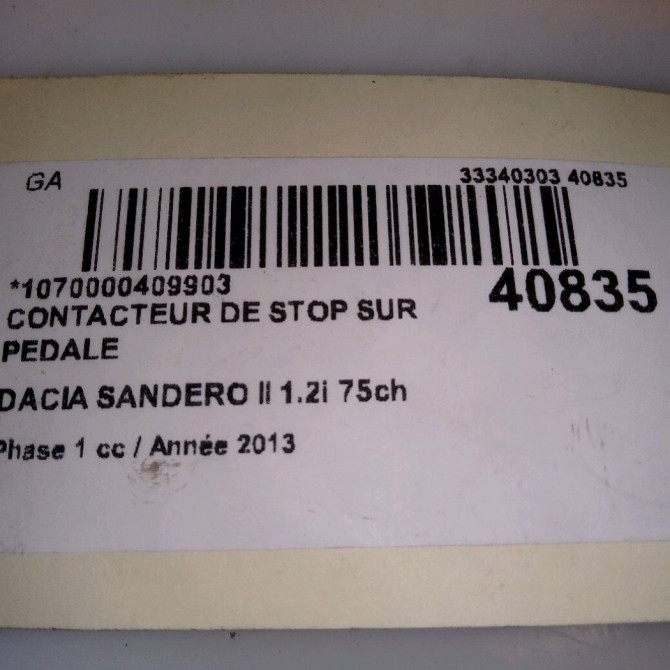 GA
33340303 40835
*1070000409903
40835
CONTACTEUR DE STOP SUR
PEDALE
DACIA SANDERO II 1.2i 75ch
Phase 1 cc / Année 2013